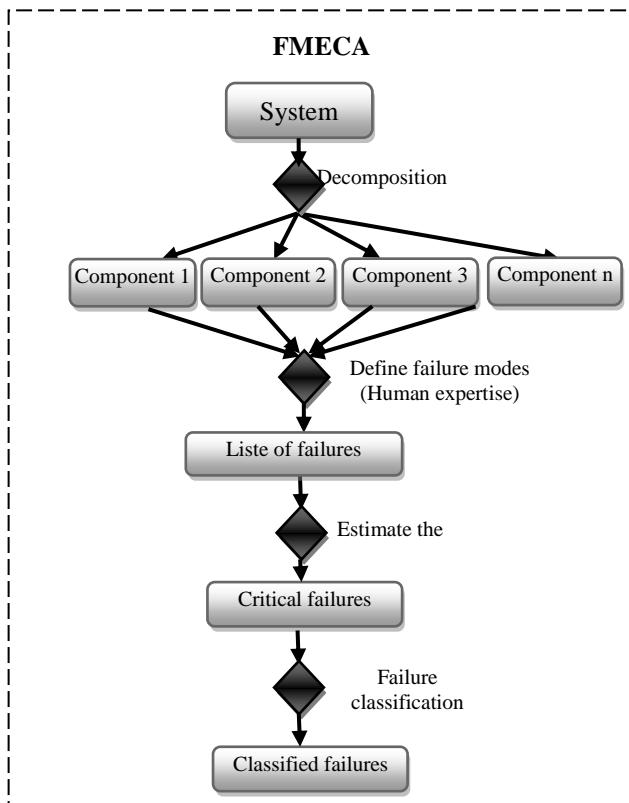 FMECA
System
Decomposition
Component 1
Component 2
Component 3
Component n
Define failure modes
(Human expertise)
Liste of failures
Estimate the
Critical failures
Failure
classification
Classified failures